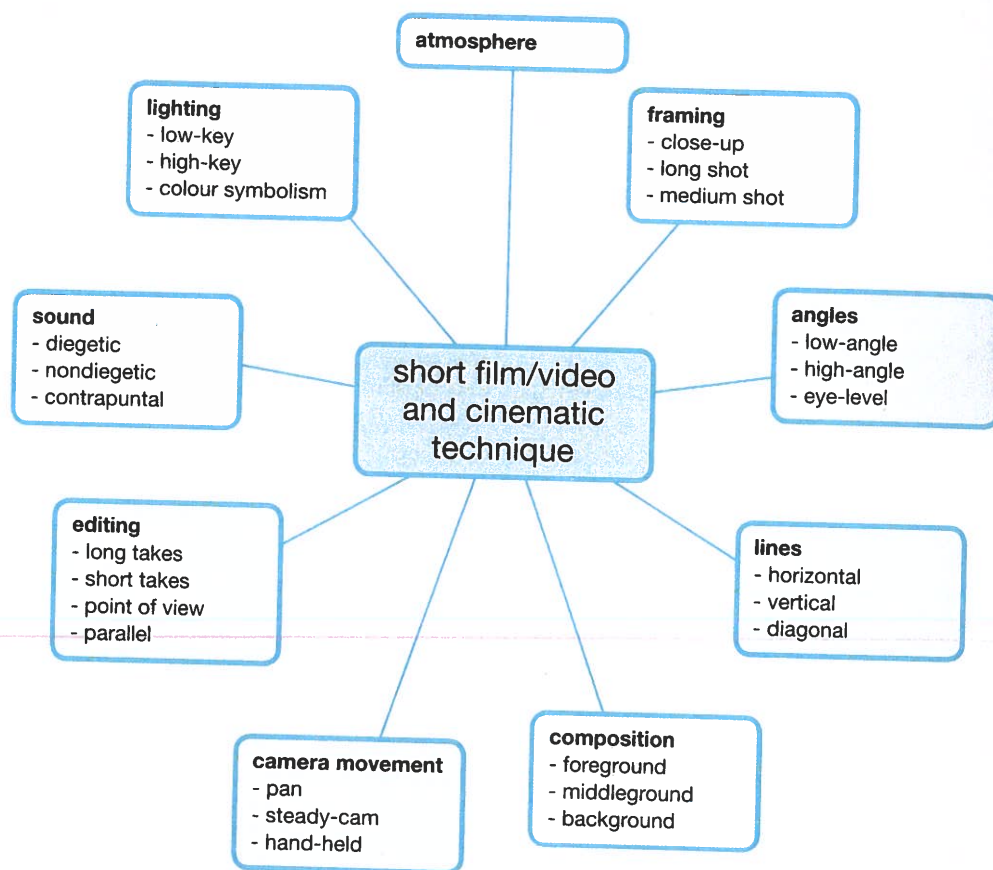 atmosphere
lighting
- low-key
- high-key
- colour symbolism
framing
- close-up
- long shot
- medium shot
sound
- diegetic
- nondiegetic
- contrapuntal
short film/video
and cinematic
technique
angles
- low-angle
- high-angle
- eye-level
editing
- long takes
- short takes
- point of view
- parallel
lines
- horizontal
- vertical
- diagonal
camera movement
- pan
- steady-cam
- hand-held
composition
- foreground
- middleground
- background